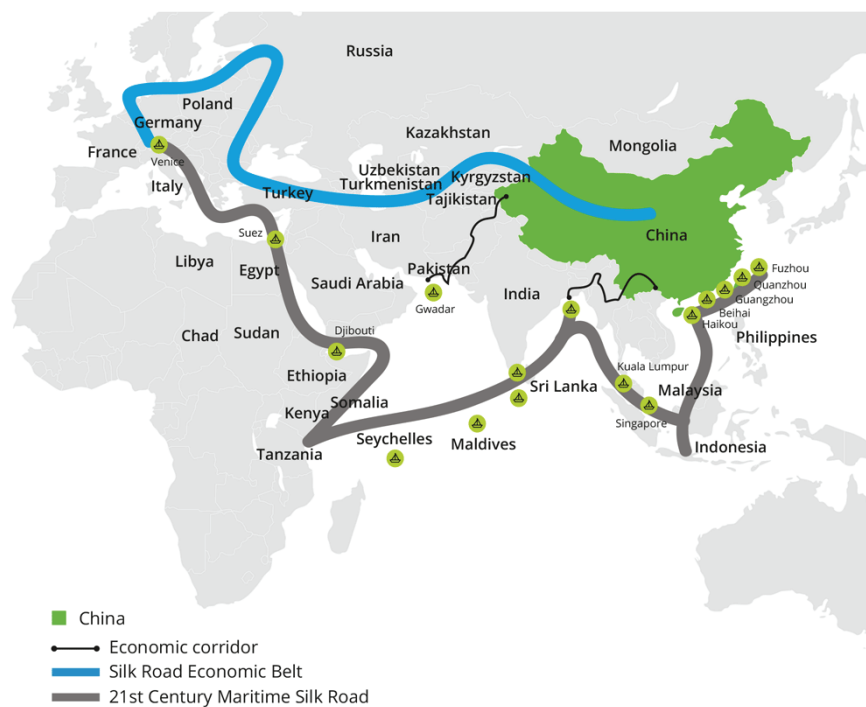 Russia
Poland
Germany
Kazakhstan
Mongolia
France
Venice
Uzbekistan
Kyrgyzstan
Italy
Turkey
Turkmenistan
Tajikistan
China
Suez
Iran
Libya
Egypt
Pakistan
Fuzhou
Saudi Arabia
Quanzhou
India
Gwadar
Guangzhou
Beihai
Haikou
Chad
Sudan
Djibouti
Philippines
Kuala Lumpur
Ethiopia
Sri Lanka
Malaysia
Somalia
Kenya
Singapore
Seychelles
Maldives
Tanzania
Indonesia
China
Economic corridor
Silk Road Economic Belt
21st Century Maritime Silk Road